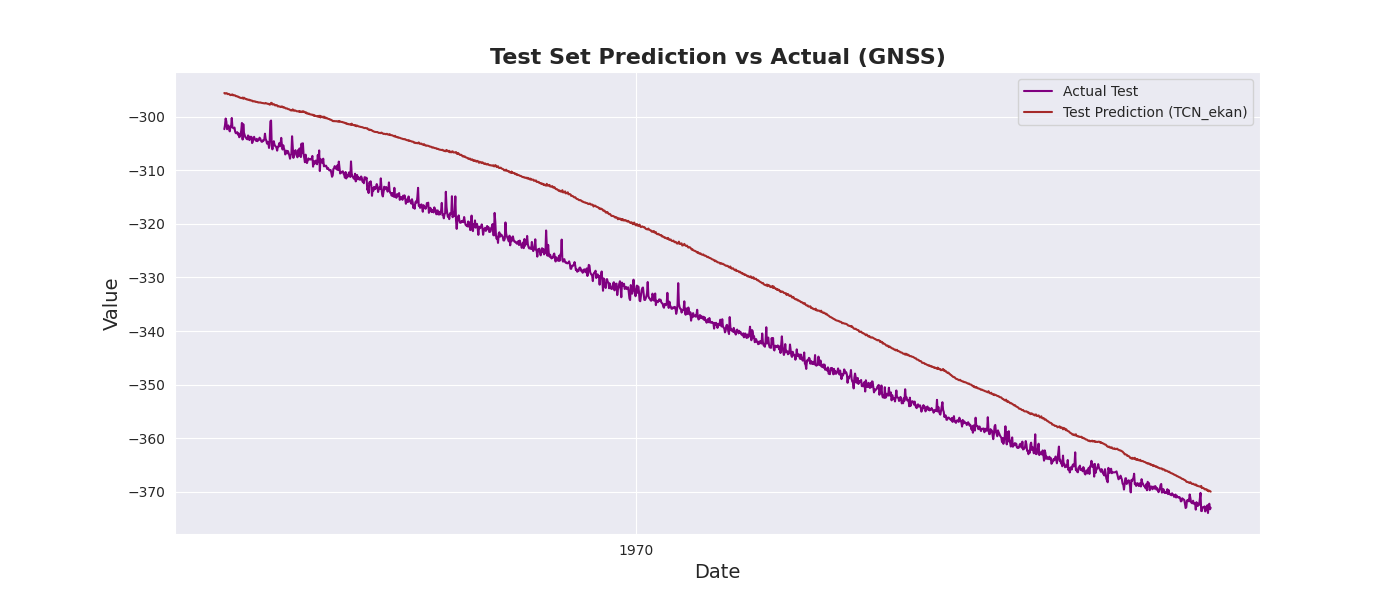 Test Set Prediction vs Actual (GNSS)
Actual Test
Test Prediction (TCN_ekan)
Value
−300
−310
−320
−330
−340
−350
−360
−370
1970
Date